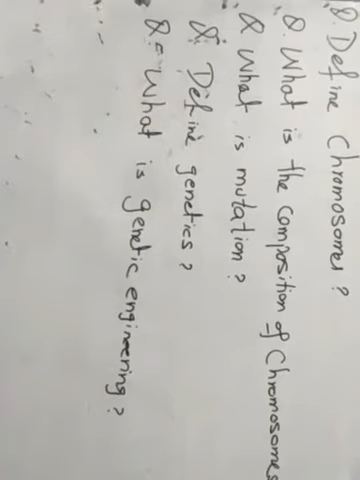 Q. Define Chromosomes?
Q. What is the composition of Chromosomes
Q What is mutation?
Q. Define genetics?
Q. What is genetic engineering?